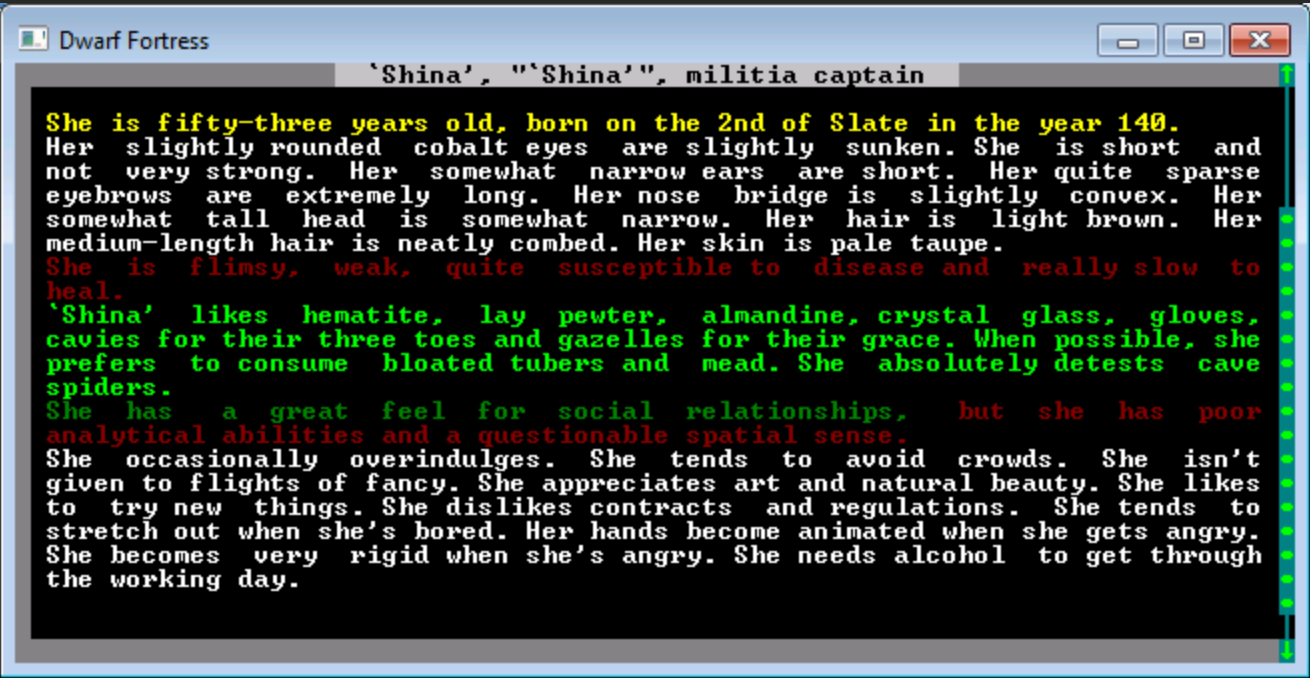 Dwarf Fortress
`Shina', "`Shina'", militia captain
She is fifty-three years old, born on the 2nd of Slate in the year 140.
Her slightly rounded cobalt eyes are slightly sunken. She is short and
not very strong. Her somewhat narrow ears are short. Her quite sparse
eyebrows are extremely long. Her nose bridge is slightly convex. Her
somewhat tall head is somewhat narrow. Her hair is light brown. Her
medium-length hair is neatly combed. Her skin is pale taupe.
She is flimsy, weak, quite susceptible to disease and really slow to
heal.
`Shina' likes hematite, lay pewter, almandine, crystal glass, gloves,
cavies for their three toes and gazelles for their grace. When possible, she
prefers to consume bloated tubers and mead. She absolutely detests cave
spiders.
She has a great feel for social relationships, but she has poor
analytical abilities and a questionable spatial sense.
She occasionally overindulges. She tends to avoid crowds. She isn't
given to flights of fancy. She appreciates art and natural beauty. She likes
to try new things. She dislikes contracts and regulations. She tends to
stretch out when she's bored. Her hands become animated when she gets angry.
She becomes very rigid when she's angry. She needs alcohol to get through
the working day.